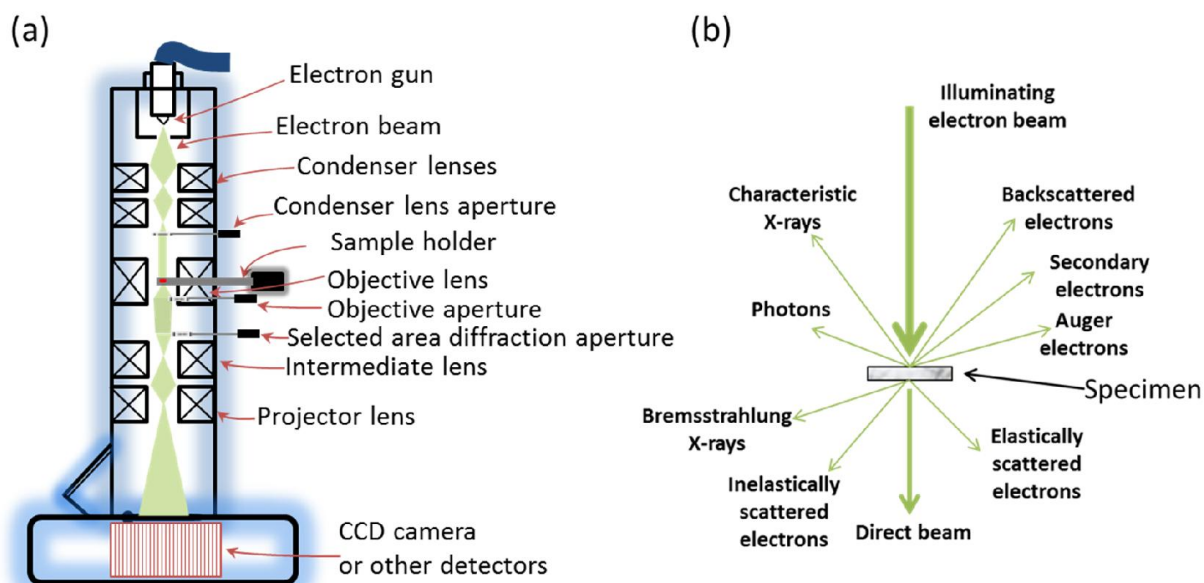 (a)
Electron gun
Electron beam
Condenser lenses
Condenser lens aperture
Sample holder
Objective lens
Objective aperture
Selected area diffraction aperture
Intermediate lens
Projector lens
CCD camera
or other detectors
(b)
Illuminating
electron beam
Characteristic
X-rays
Backscattered
electrons
Secondary
electrons
Photons
Auger
electrons
Specimen
Bremsstrahlung
X-rays
Elastically
scattered
electrons
Inelastically
scattered
electrons
Direct beam